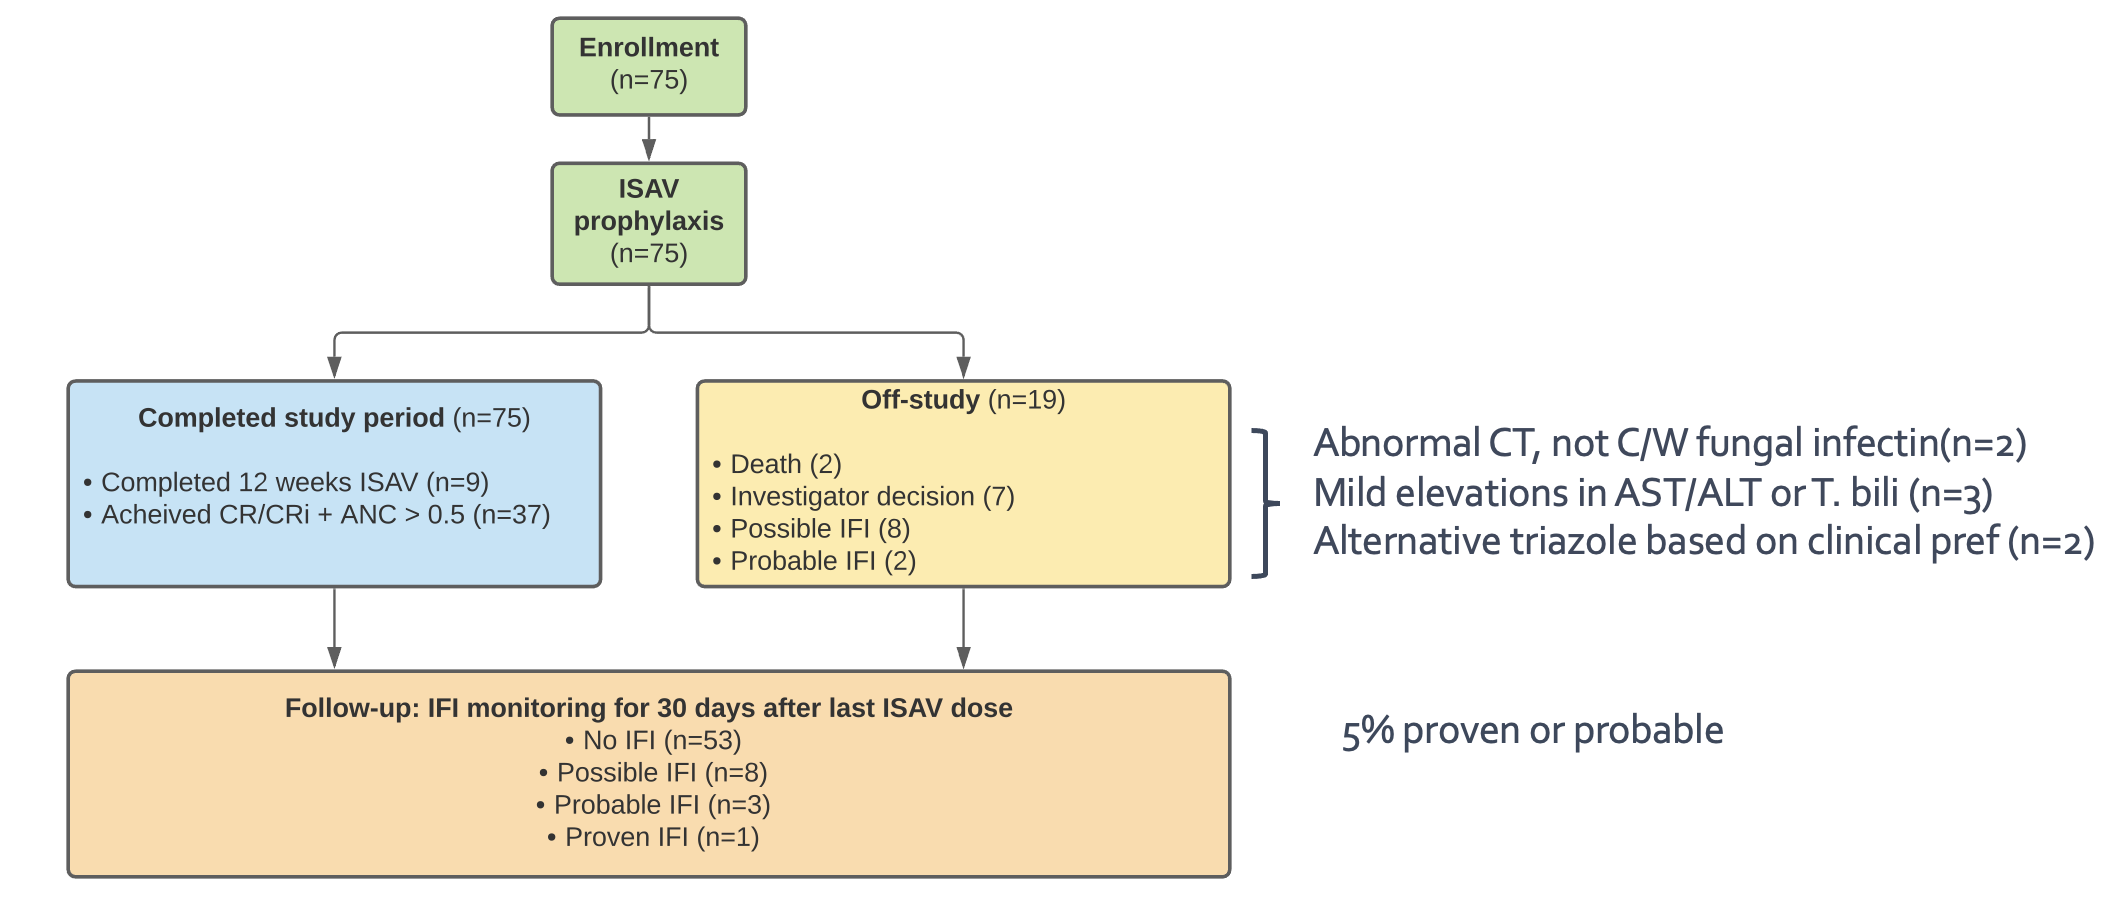 Enrollment
(n=75)
ISAV
prophylaxis
(n=75)
Completed study period (n=75)
• Completed 12 weeks ISAV (n=9)
• Acheived CR/CRi + ANC > 0.5 (n=37)
Off-study (n=19)
• Death (2)
• Investigator decision (7)
• Possible IFI (8)
• Probable IFI (2)
Abnormal CT, not C/W fungal infectin(n=2)
Mild elevations in AST/ALT or T. bili (n=3)
Alternative triazole based on clinical pref (n=2)
Follow-up: IFI monitoring for 30 days after last ISAV dose
• No IFI (n=53)
• Possible IFI (n=8)
• Probable IFI (n=3)
• Proven IFI (n=1)
5% proven or probable